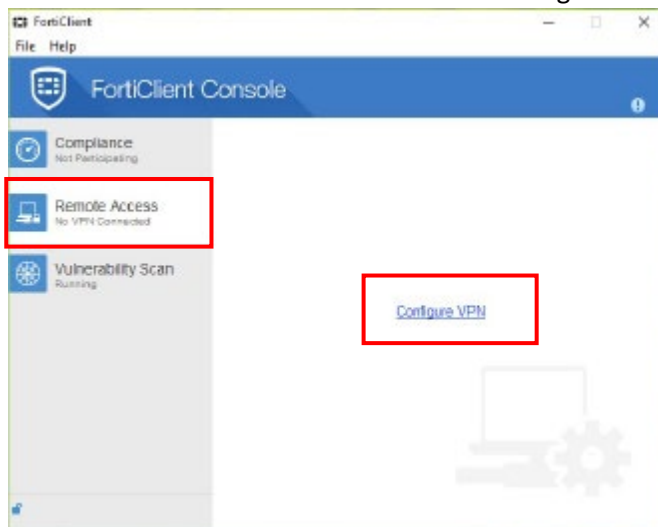 FortiClient
File Help
FortiClient Console
Compliance
Not Participating
Remote Access
No VPN Connected
Vulnerability Scan
Running
Configure VPN